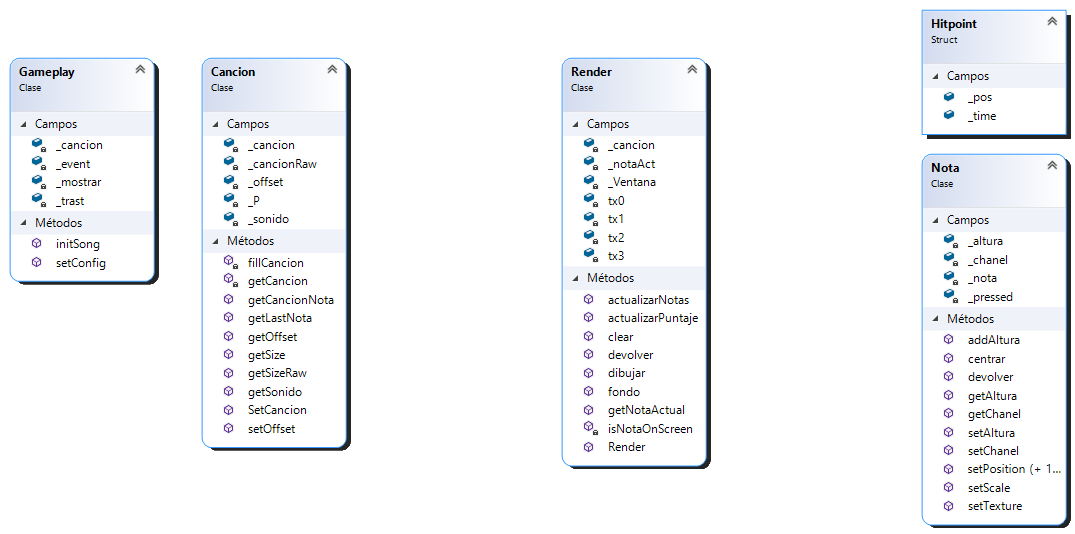 Gameplay
Clase
Campos
_cancion
_event
_mostrar
_trast
Métodos
initSong
setConfig
Cancion
Clase
Campos
_cancion
_cancionRaw
_offset
_P
_sonido
Métodos
fillCancion
getCancion
getCancionNota
getLastNota
getOffset
getSize
getSizeRaw
getSonido
SetCancion
setOffset
Render
Clase
Campos
_cancion
_notaAct
_Ventana
tx0
tx1
tx2
tx3
Métodos
actualizarNotas
actualizarPuntaje
clear
devolver
dibujar
fondo
getNotaActual
isNotaOnScreen
Render
Hitpoint
Struct
Campos
_pos
_time
Nota
Clase
Campos
_altura
_chanel
_nota
_pressed
Métodos
addAltura
centrar
devolver
getAltura
getChanel
setAltura
setChanel
setPosition (+ 1...
setScale
setTexture